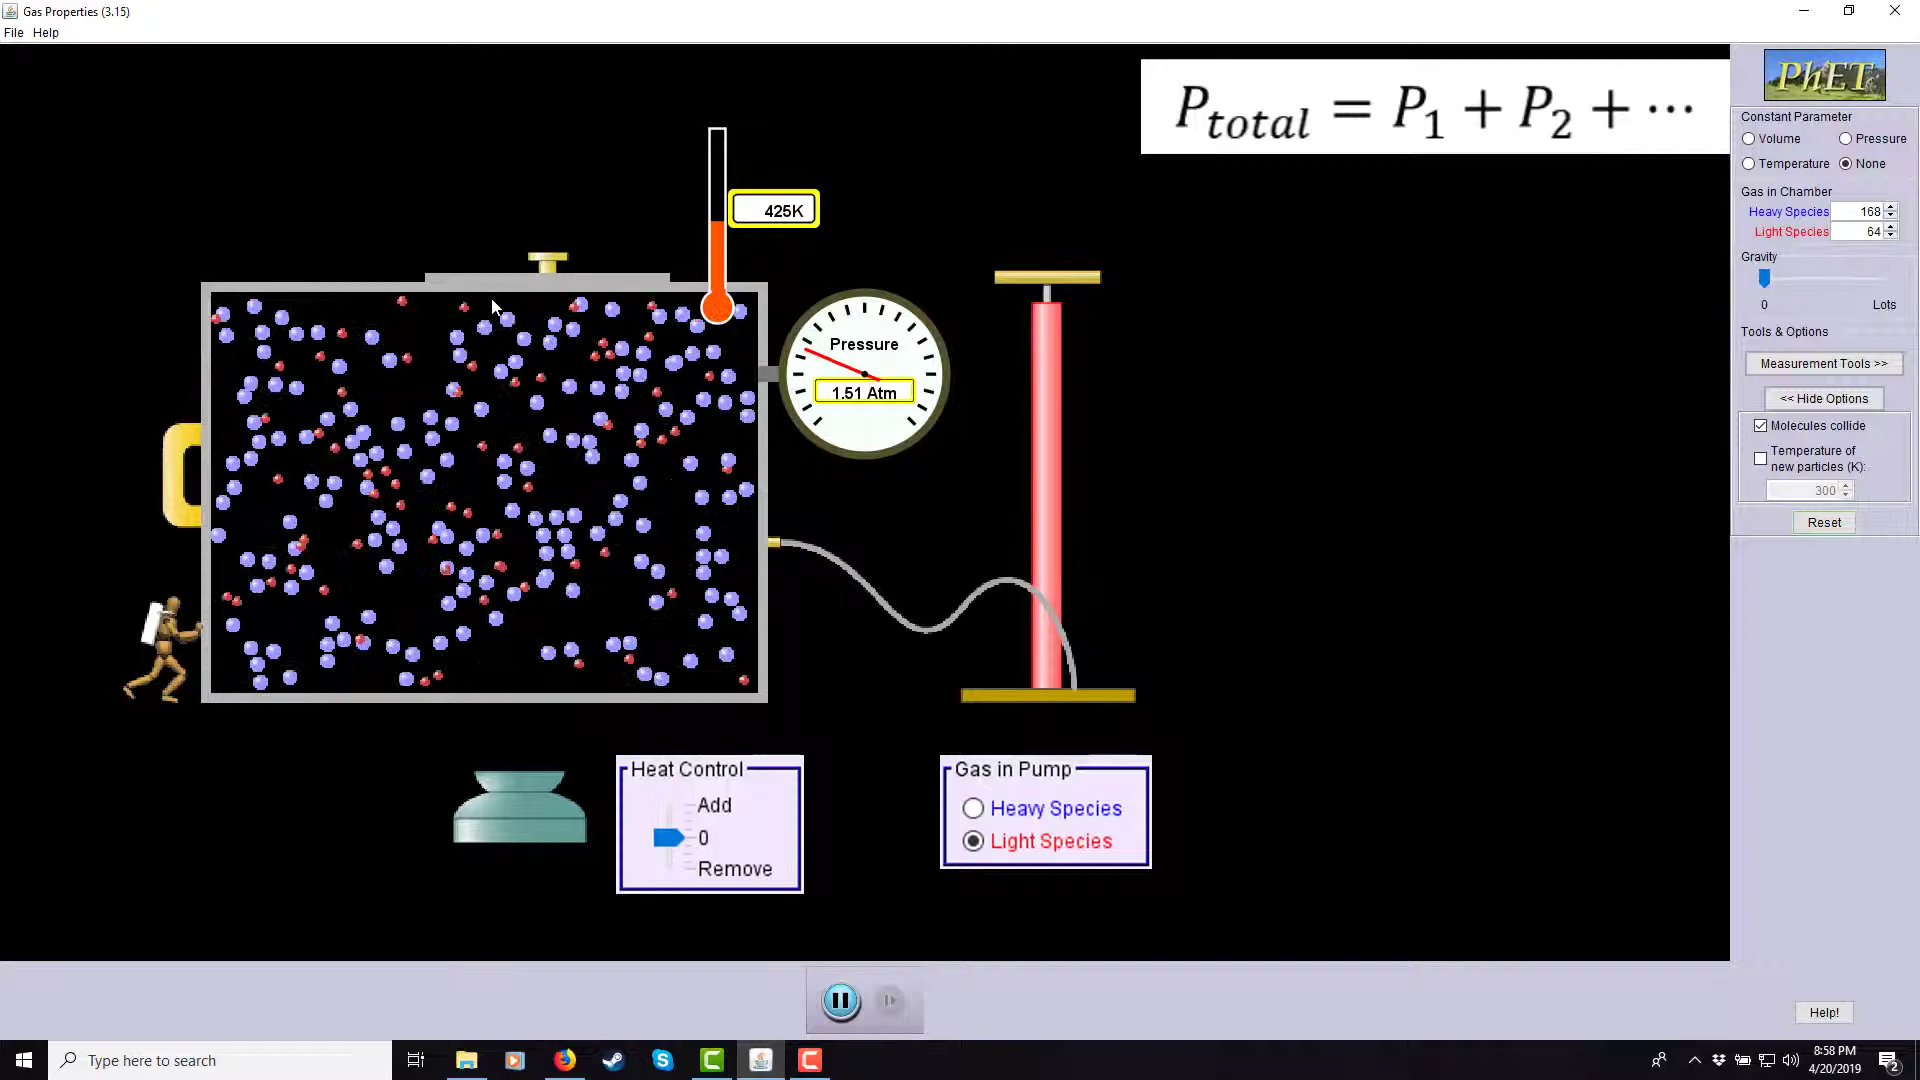 Gas Properties (3.15)
File Help
P_total = P_1 + P_2 + ⋯
PhET
Constant Parameter
Volume Pressure
Temperature None
Gas in Chamber
Heavy Species 168
Light Species 64
Gravity
0 Lots
Tools & Options
Measurement Tools >>
<< Hide Options
Molecules collide
Temperature of
new particles (K):
300
Reset
425K
Pressure
1.51 Atm
Heat Control
Add
0
Remove
Gas in Pump
Heavy Species
Light Species
Help!
Type here to search
8:58 PM
4/20/2019
2